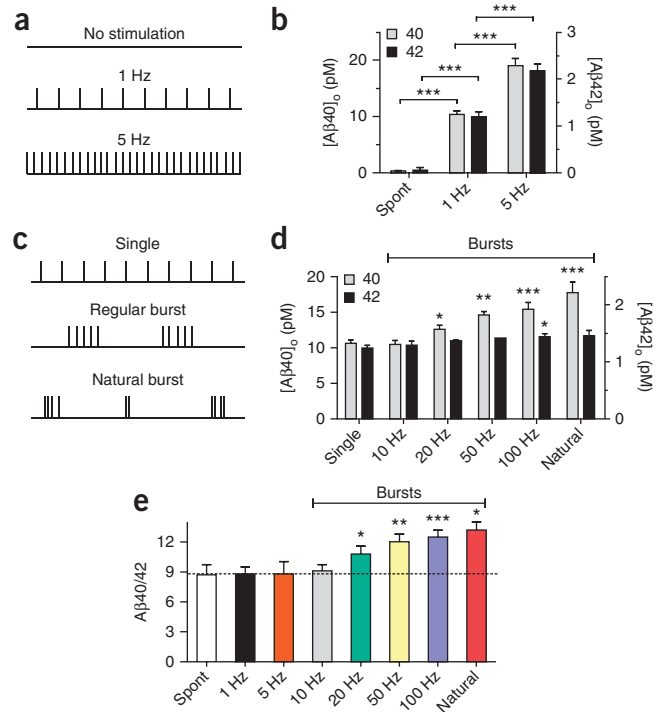 a
No stimulation
1 Hz
5 Hz
b
40
42
[Aβ40]o (pM)
20
10
0
[Aβ42]o (pM)
3
2
1
0
***
***
***
***
Spont
1 Hz
5 Hz
c
Single
Regular burst
Natural burst
d
Bursts
40
42
[Aβ40]o (pM)
20
15
10
5
0
[Aβ42]o (pM)
2
1
0
*
**
***
*
***
Single
10 Hz
20 Hz
50 Hz
100 Hz
Natural
e
Bursts
Aβ40/42
12
9
6
3
0
*
**
***
*
Spont
1 Hz
5 Hz
10 Hz
20 Hz
50 Hz
100 Hz
Natural